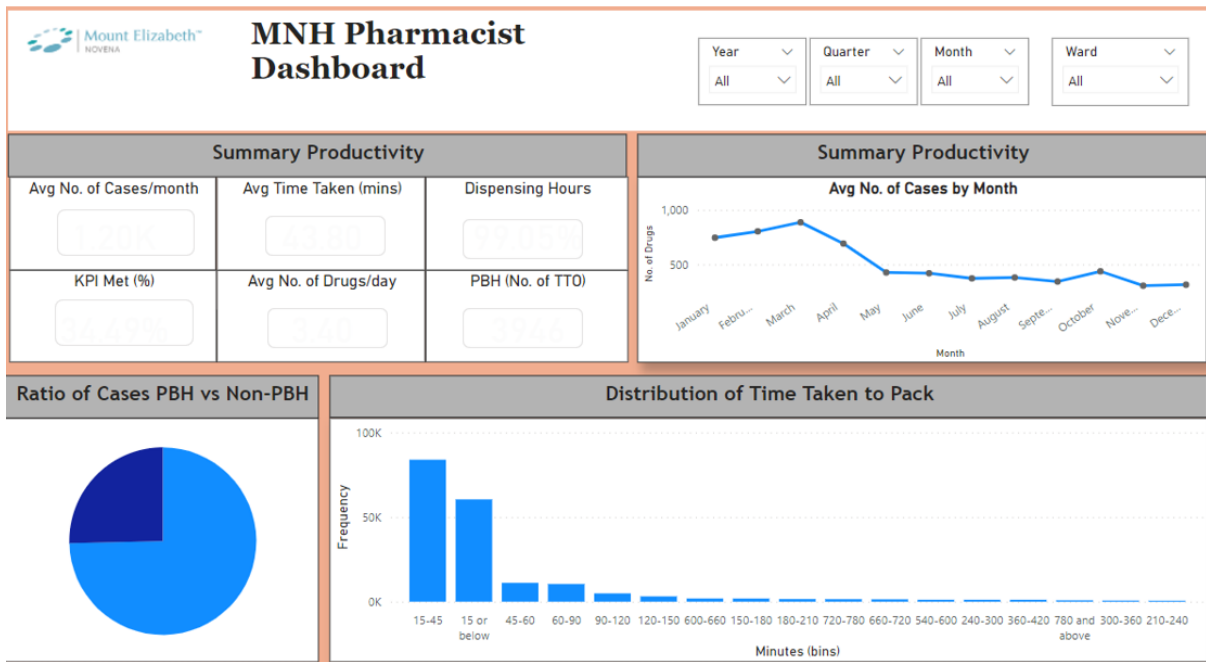 Mount Elizabeth™
NOVENA
MNH Pharmacist
Dashboard
Year
All
Quarter
All
Month
All
Ward
All
Summary Productivity
Avg No. of Cases/month
Avg Time Taken (mins)
Dispensing Hours
1.20K
43.80
99.05%
KPI Met (%)
Avg No. of Drugs/day
PBH (No. of TTO)
34.49%
3.40
3946
Summary Productivity
Avg No. of Cases by Month
1,000
500
No. of Drugs
January
Febru...
March
April
May
June
July
August
Septe...
October
Nove...
Dece...
Month
Ratio of Cases PBH vs Non-PBH
Distribution of Time Taken to Pack
100K
50K
0K
Frequency
15-45
15 or below
45-60
60-90
90-120
120-150
600-660
150-180
180-210
720-780
660-720
540-600
240-300
360-420
780 and above
300-360
210-240
Minutes (bins)